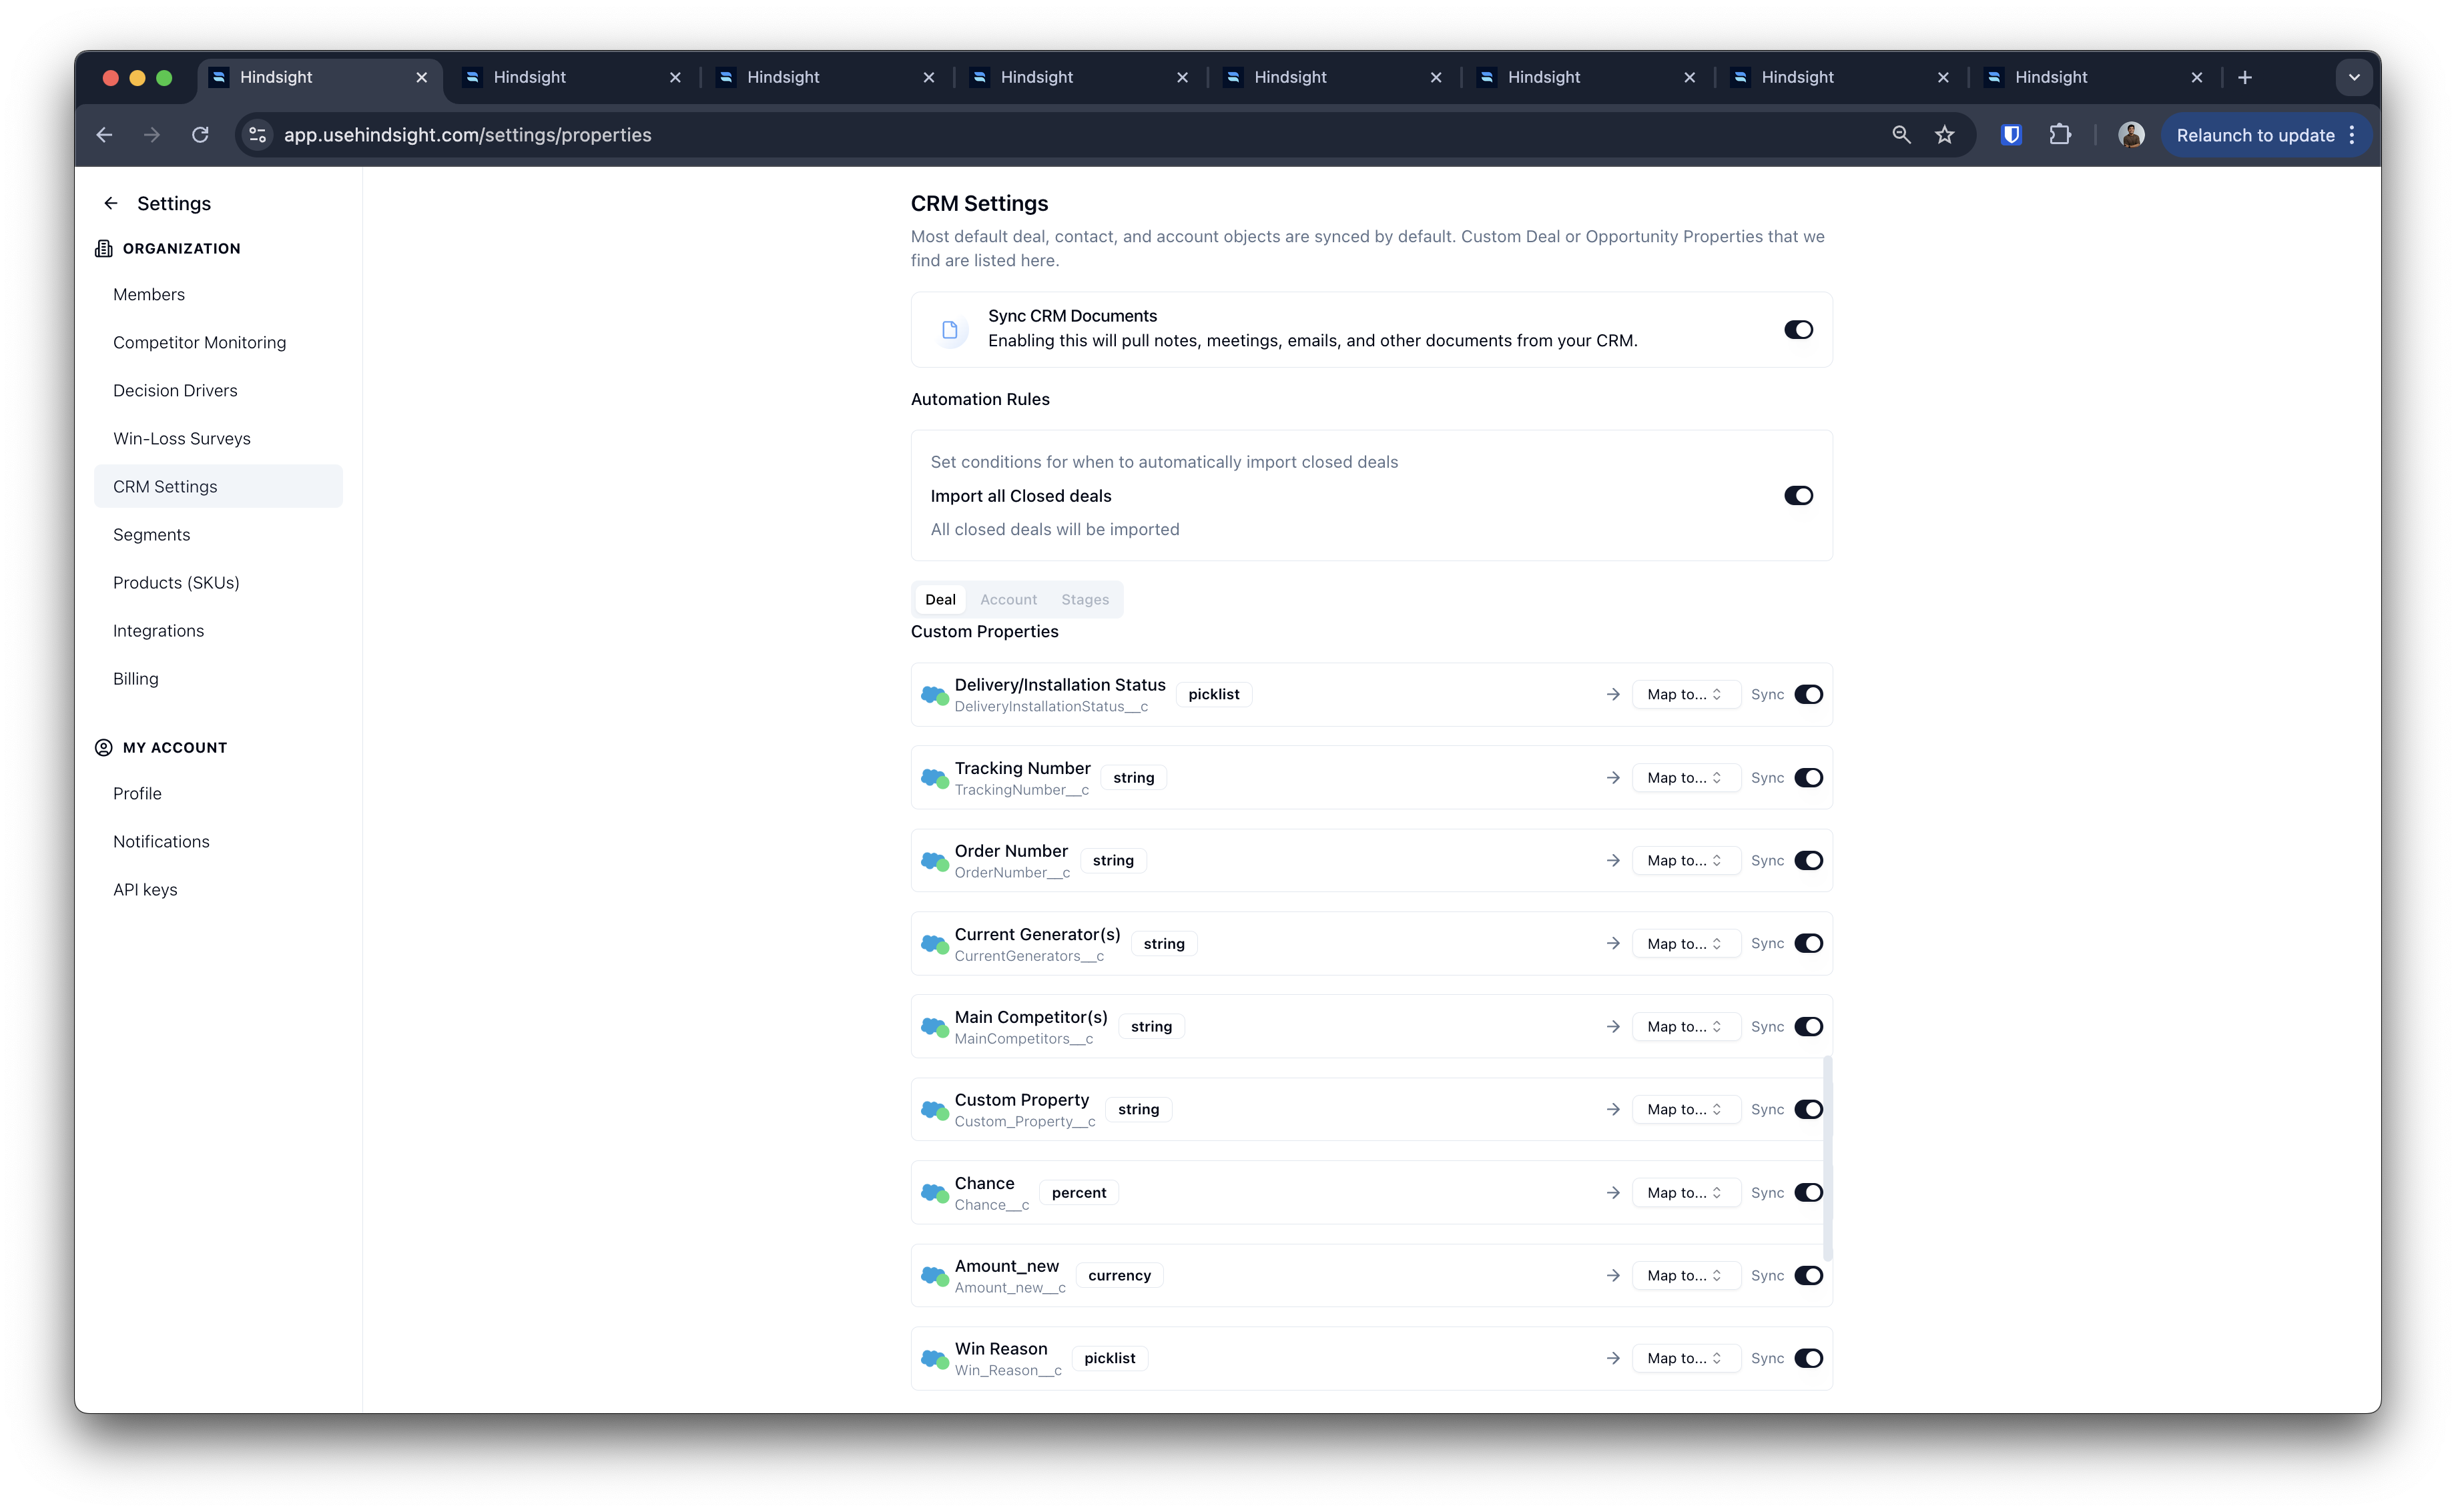 Hindsight
Hindsight
Hindsight
Hindsight
Hindsight
Hindsight
Hindsight
Hindsight
app.usehindsight.com/settings/properties
Relaunch to update
Settings
ORGANIZATION
Members
Competitor Monitoring
Decision Drivers
Win-Loss Surveys
CRM Settings
Segments
Products (SKUs)
Integrations
Billing
MY ACCOUNT
Profile
Notifications
API keys
CRM Settings
Most default deal, contact, and account objects are synced by default. Custom Deal or Opportunity Properties that we
find are listed here.
Sync CRM Documents
Enabling this will pull notes, meetings, emails, and other documents from your CRM.
Automation Rules
Set conditions for when to automatically import closed deals
Import all Closed deals
All closed deals will be imported
Deal Account Stages
Custom Properties
Delivery/Installation Status
DeliveryInstallationStatus__c
picklist
Map to... Sync
Tracking Number
TrackingNumber__c
string
Map to... Sync
Order Number
OrderNumber__c
string
Map to... Sync
Current Generator(s)
CurrentGenerators__c
string
Map to... Sync
Main Competitor(s)
MainCompetitors__c
string
Map to... Sync
Custom Property
Custom_Property__c
string
Map to... Sync
Chance
Chance__c
percent
Map to... Sync
Amount_new
Amount_new__c
currency
Map to... Sync
Win Reason
Win_Reason__c
picklist
Map to... Sync